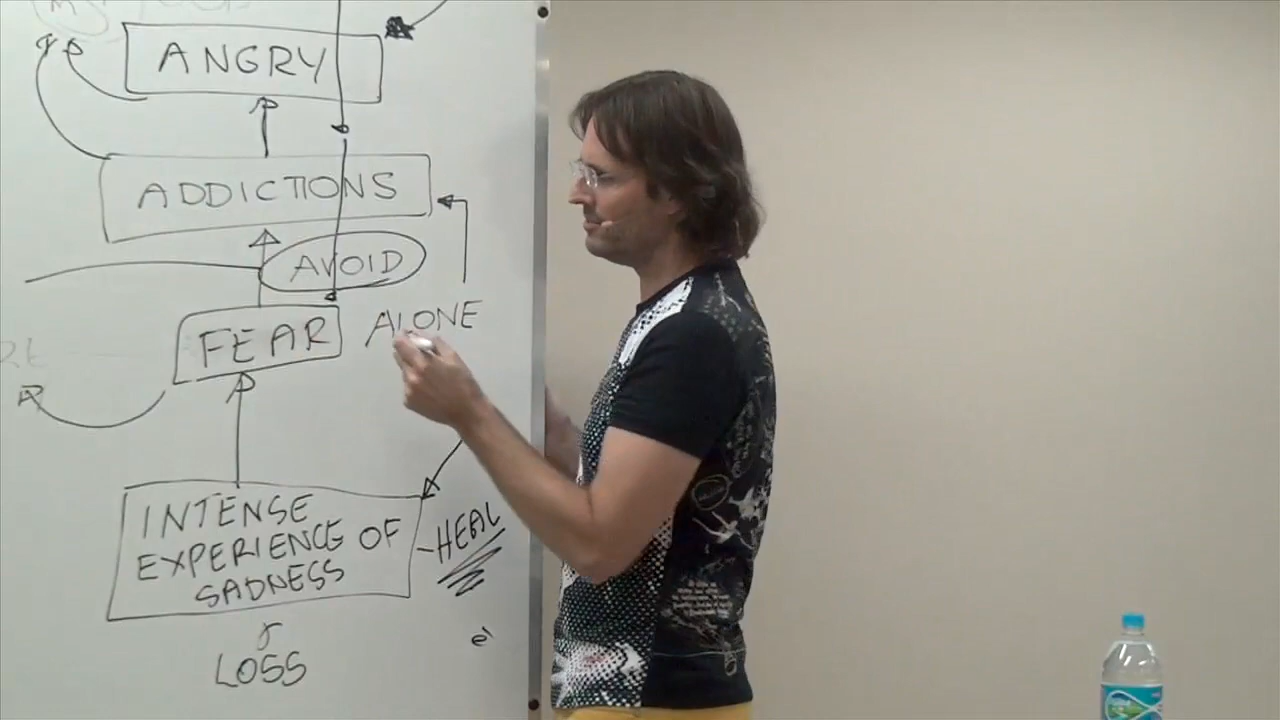 ANGRY
ADDICTIONS
AVOID
FEAR
ALONE
INTENSE
EXPERIENCE OF
SADNESS
-HEAL
LOSS